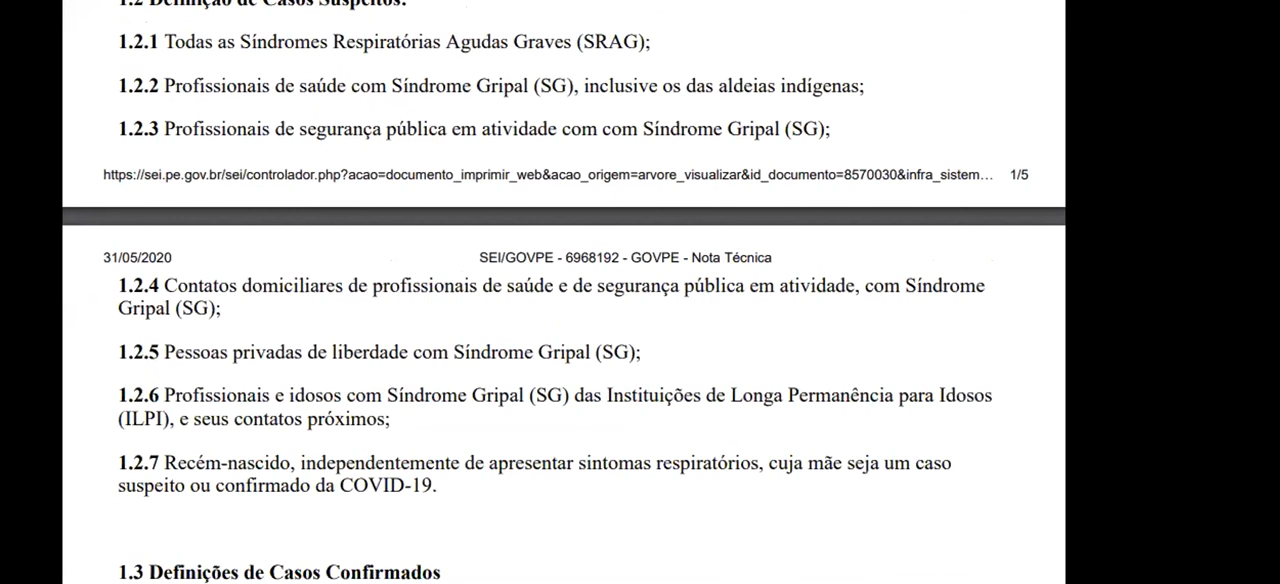 1.2 Definição de Casos Suspeitos:
1.2.1 Todas as Síndromes Respiratórias Agudas Graves (SRAG);
1.2.2 Profissionais de saúde com Síndrome Gripal (SG), inclusive os das aldeias indígenas;
1.2.3 Profissionais de segurança pública em atividade com com Síndrome Gripal (SG);
https://sei.pe.gov.br/sei/controlador.php?acao=documento_imprimir_web&acao_origem=arvore_visualizar&id_documento=8570030&infra_sistem… 1/5
31/05/2020 SEI/GOVPE - 6968192 - GOVPE - Nota Técnica
1.2.4 Contatos domiciliares de profissionais de saúde e de segurança pública em atividade, com Síndrome
Gripal (SG);
1.2.5 Pessoas privadas de liberdade com Síndrome Gripal (SG);
1.2.6 Profissionais e idosos com Síndrome Gripal (SG) das Instituições de Longa Permanência para Idosos
(ILPI), e seus contatos próximos;
1.2.7 Recém-nascido, independentemente de apresentar sintomas respiratórios, cuja mãe seja um caso
suspeito ou confirmado da COVID-19.
1.3 Definições de Casos Confirmados